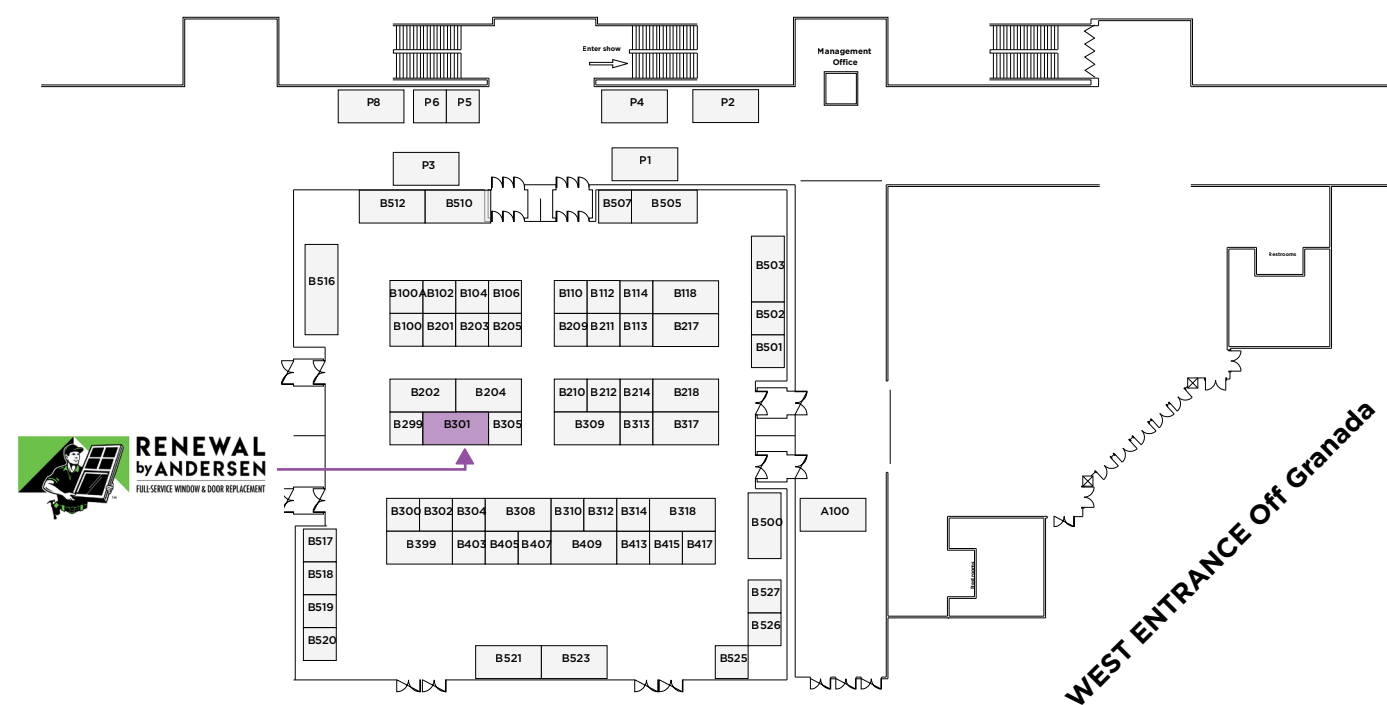 Enter show
Management
Office
P8
P6
P5
P4
P2
P3
P1
B512
B510
B507
B505
B516
B503
B502
B501
Restrooms
B100A
B102
B104
B106
B110
B112
B114
B118
B100
B201
B203
B205
B209
B211
B113
B217
B202
B204
B210
B212
B214
B218
B299
B301
B305
B309
B313
B317
RENEWAL
by ANDERSEN
FULL-SERVICE WINDOW & DOOR REPLACEMENT
B300
B302
B304
B308
B310
B312
B314
B318
B500
A100
B399
B403
B405
B407
B409
B413
B415
B417
B517
B518
B519
B520
B527
B526
B525
B521
B523
Restrooms
WEST ENTRANCE Off Granada